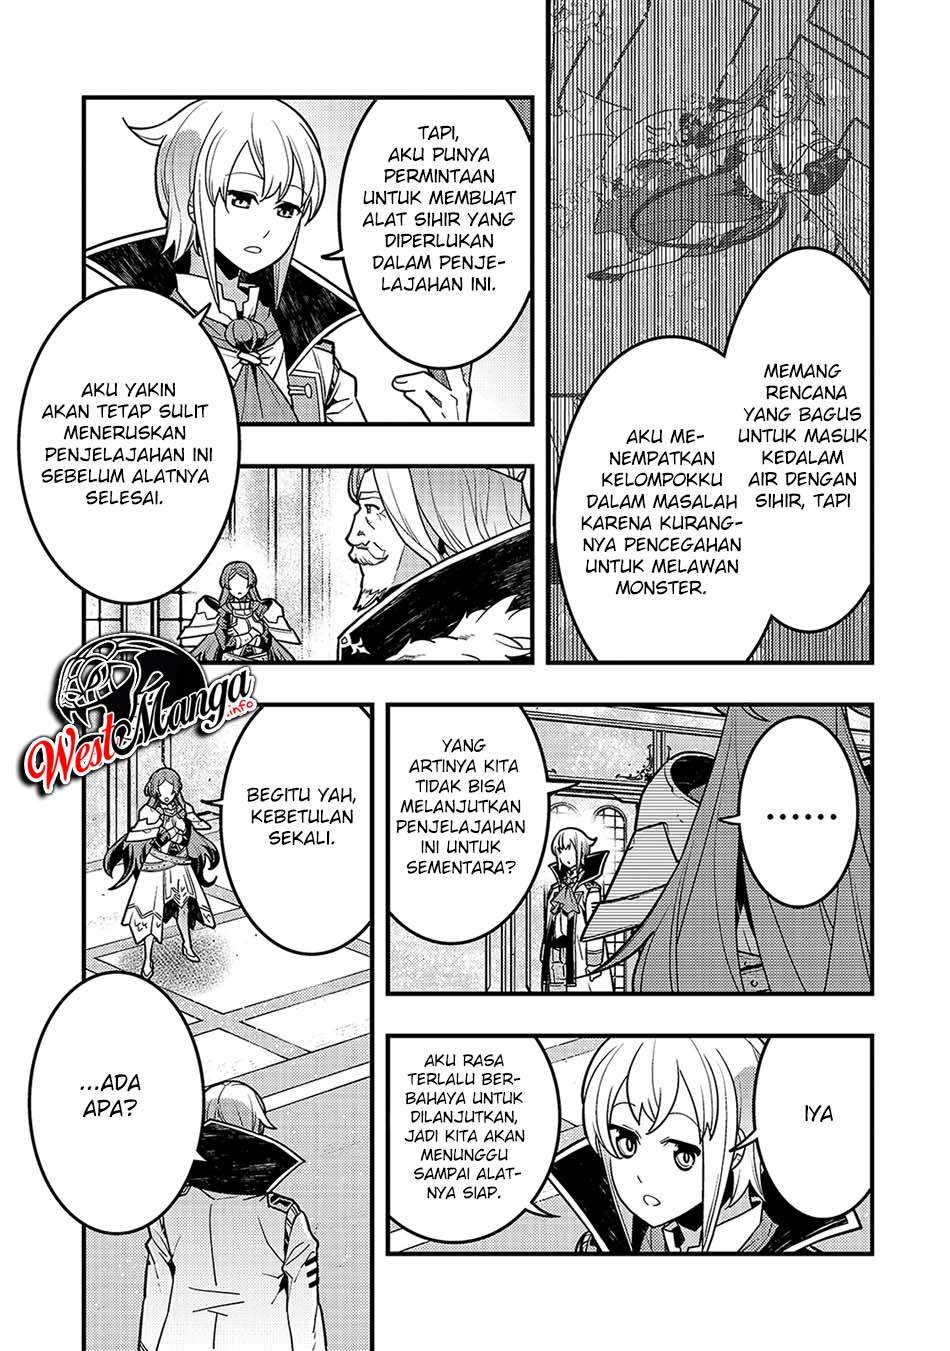 MEMANG
RENCANA
YANG BAGUS
UNTUK MASUK
KEDALAM
AIR DENGAN
SIHIR, TAPI
AKU ME-
NEMPATKAN
KELOMPOKKU
DALAM MASALAH
KARENA KURANG-
NYA PENCEGAHAN
UNTUK MELAWAN
MONSTER.
TAPI,
AKU PUNYA
PERMINTAAN
UNTUK MEMBUAT
ALAT SIHIR YANG
DIPERLUKAN
DALAM PENJE-
LAJAHAN INI.
AKU YAKIN
AKAN TETAP SULIT
MENERUSKAN
PENJELAJAHAN INI
SEBELUM ALATNYA
SELESAI.
......
YANG
ARTINYA KITA
TIDAK BISA
MELANJUTKAN
PENJELAJAHAN
INI UNTUK
SEMENTARA?
IYA
AKU RASA
TERLALU BER-
BAHAYA UNTUK
DILANJUTKAN,
JADI KITA AKAN
MENUNGGU
SAMPAI ALAT-
NYA SIAP.
BEGITU YAH,
KEBETULAN
SEKALI.
...ADA
APA?
WestManga
.info